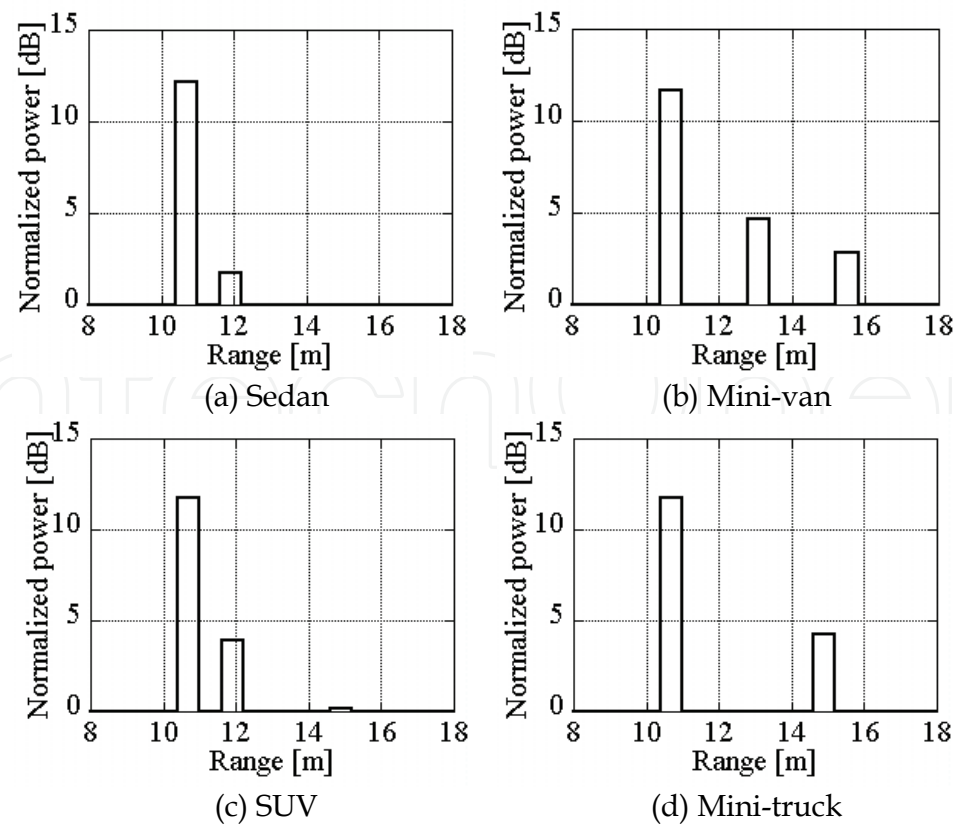 Normalized power [dB]
15
10
5
0
8 10 12 14 16 18
Range [m]
(a) Sedan
Normalized power [dB]
15
10
5
0
8 10 12 14 16 18
Range [m]
(b) Mini-van
Normalized power [dB]
15
10
5
0
8 10 12 14 16 18
Range [m]
(c) SUV
Normalized power [dB]
15
10
5
0
8 10 12 14 16 18
Range [m]
(d) Mini-truck